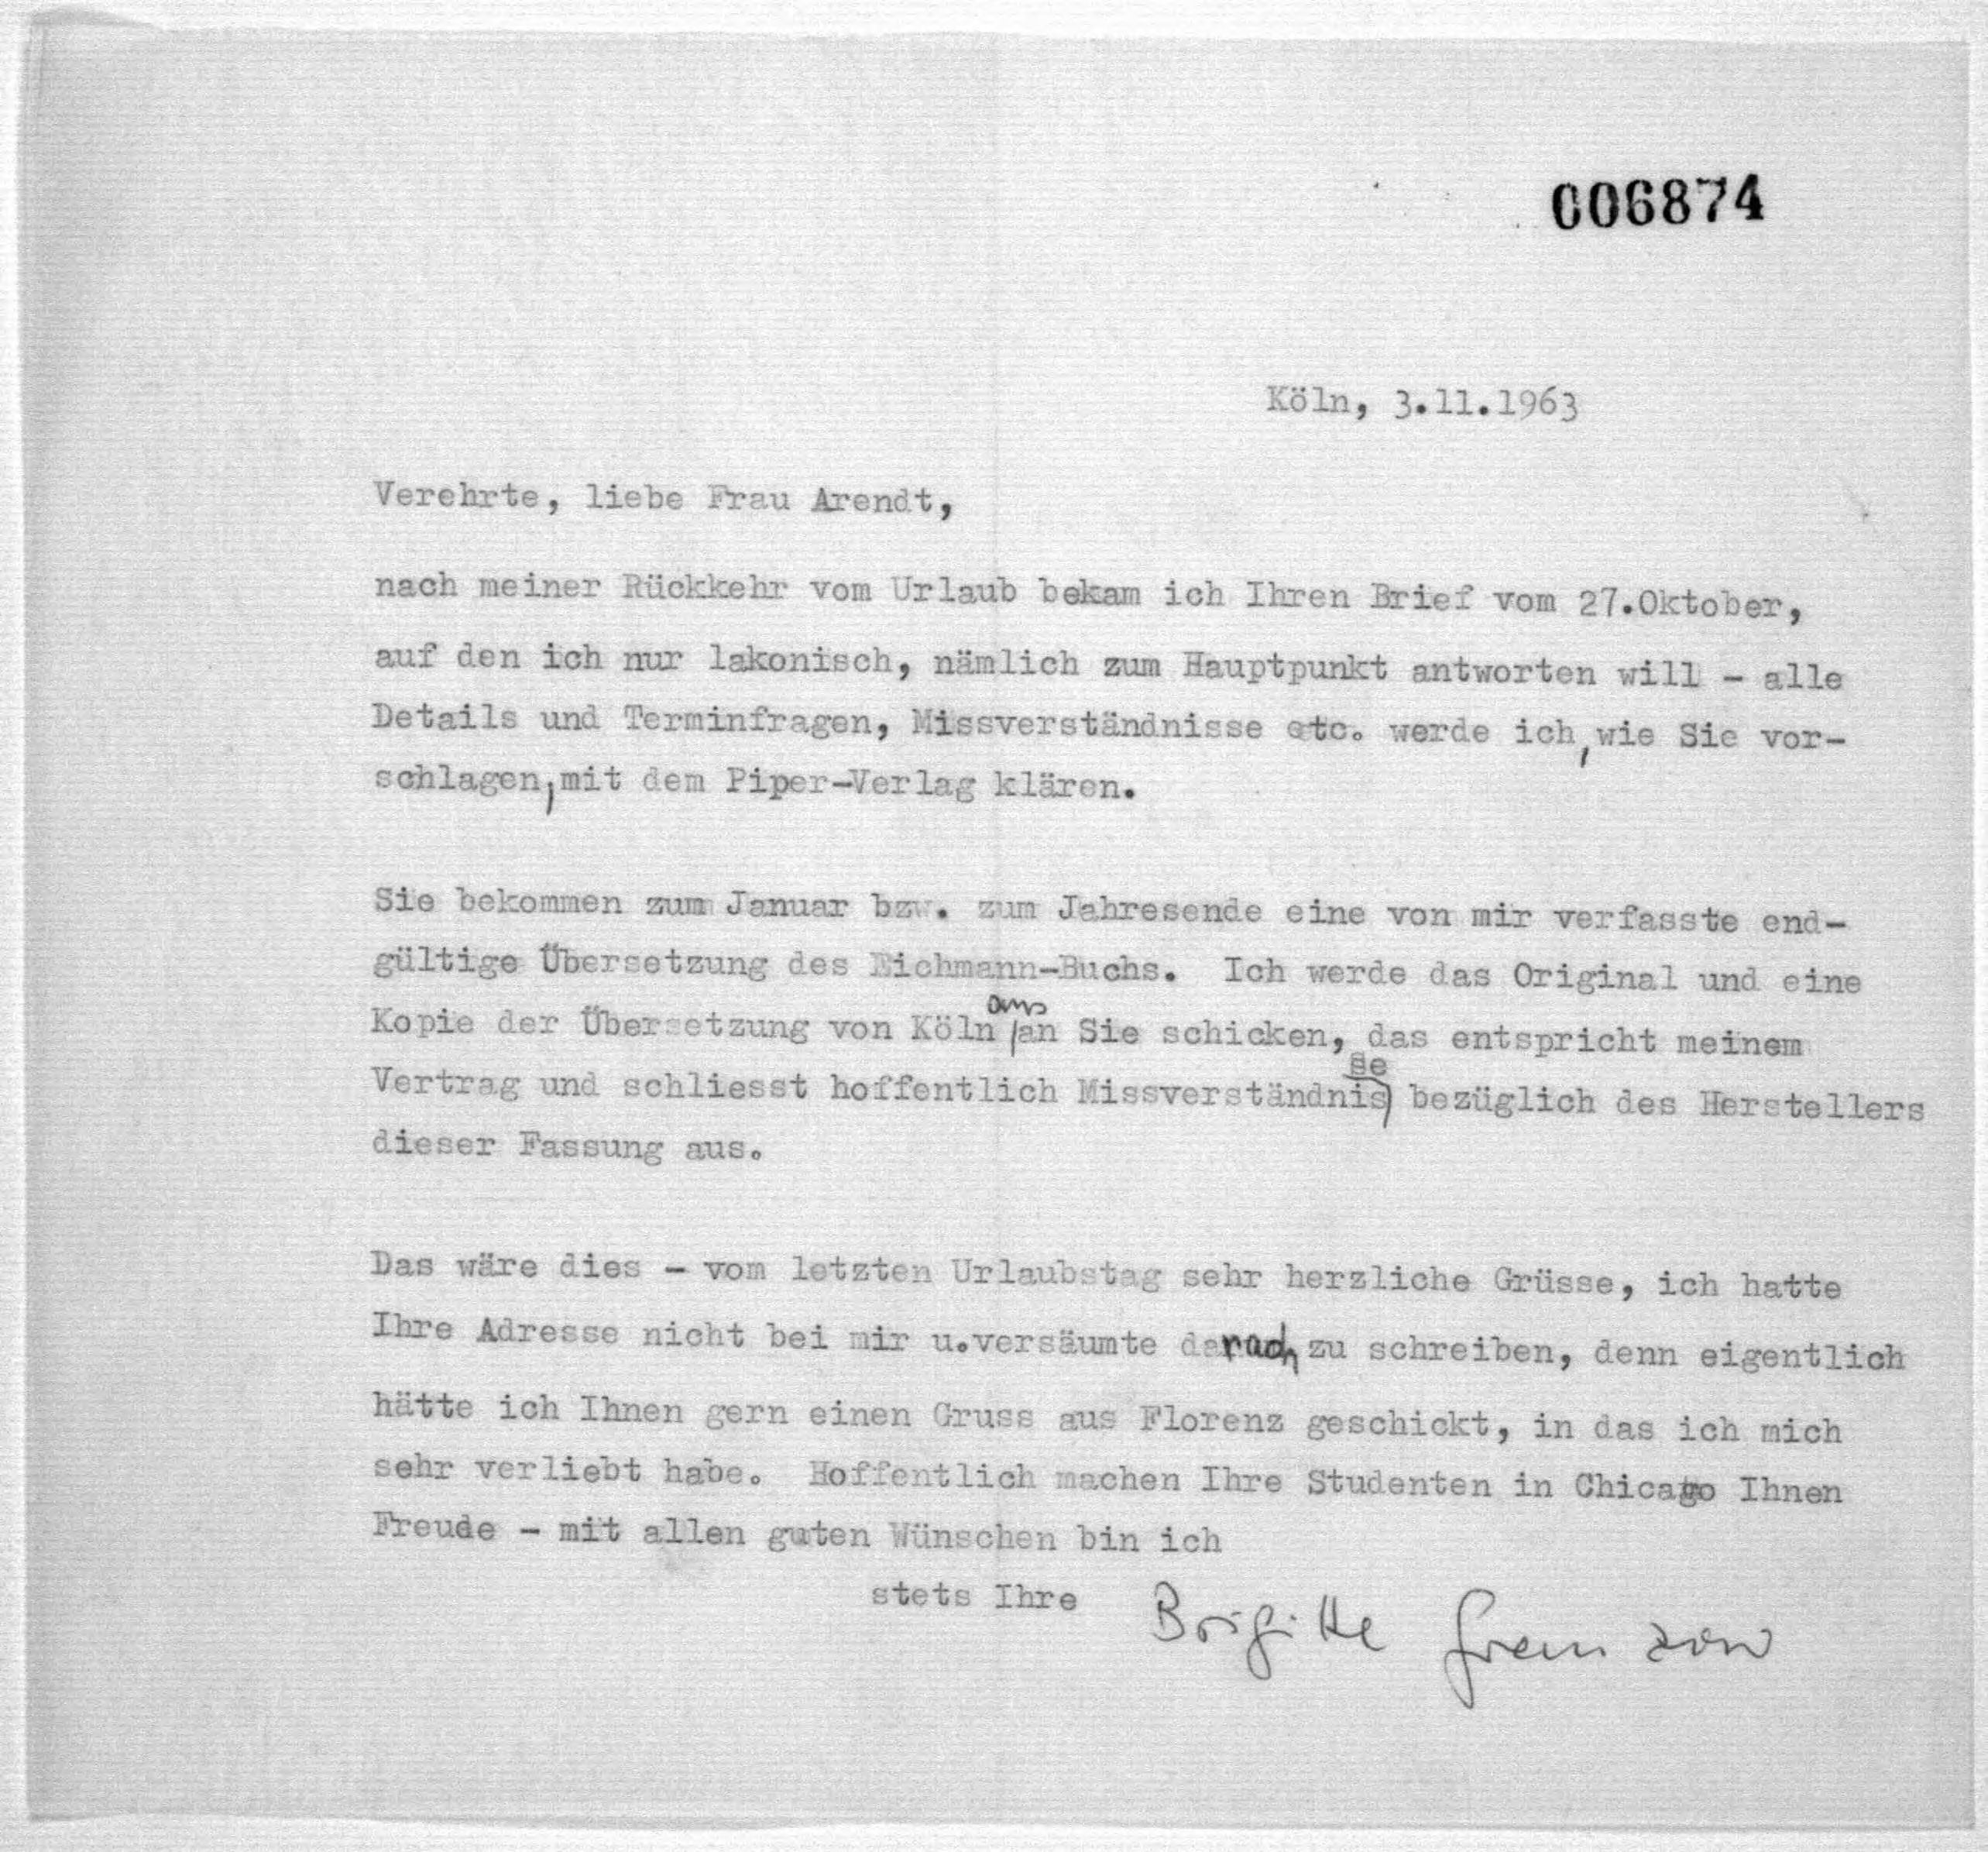 006874
Köln, 3.11.1963
Verehrte, liebe Frau Arendt,
nach meiner Rückkehr vom Urlaub bekam ich Ihren Brief vom 27.Oktober,
auf den ich nur lakonisch, nämlich zum Hauptpunkt antworten will - alle
Details und Terminfragen, Missverständnisse etc. werde ich, wie Sie vor-
schlagen, mit dem Piper-Verlag klären.
Sie bekommen zum Januar bzw. zum Jahresende eine von mir verfasste end-
gültige Übersetzung des Eichmann-Buchs. Ich werde das Original und eine
Kopie der Übersetzung von Köln aus an Sie schicken, das entspricht meinem
Vertrag und schliesst hoffentlich Missverständnisse bezüglich des Herstellers
dieser Fassung aus.
Das wäre dies - vom letzten Urlaubstag sehr herzliche Grüsse, ich hatte
Ihre Adresse nicht bei mir u.versäumte danach zu schreiben, denn eigentlich
hätte ich Ihnen gern einen Gruss aus Florenz geschickt, in das ich mich
sehr verliebt habe. Hoffentlich machen Ihre Studenten in Chicago Ihnen
Freude - mit allen guten Wünschen bin ich
stets Ihre Brigitte Granzow